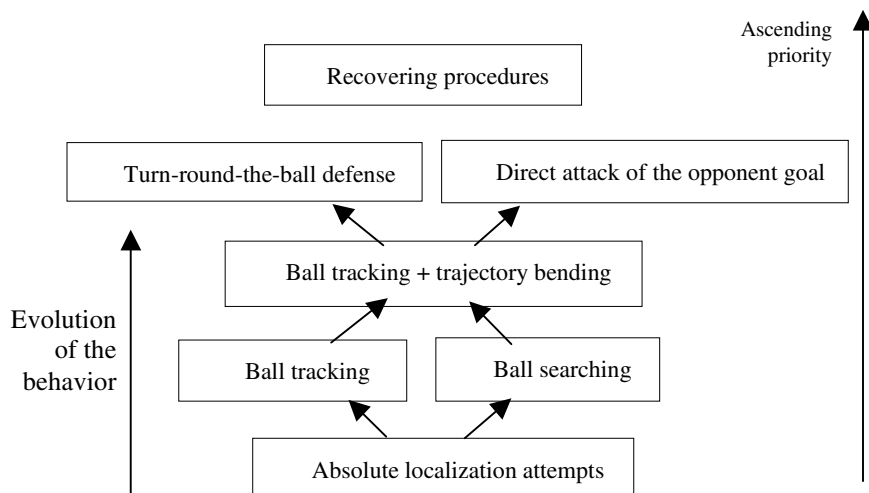 Ascending
priority
Recovering procedures
Turn-round-the-ball defense
Direct attack of the opponent goal
Ball tracking + trajectory bending
Evolution
of the
behavior
Ball tracking
Ball searching
Absolute localization attempts